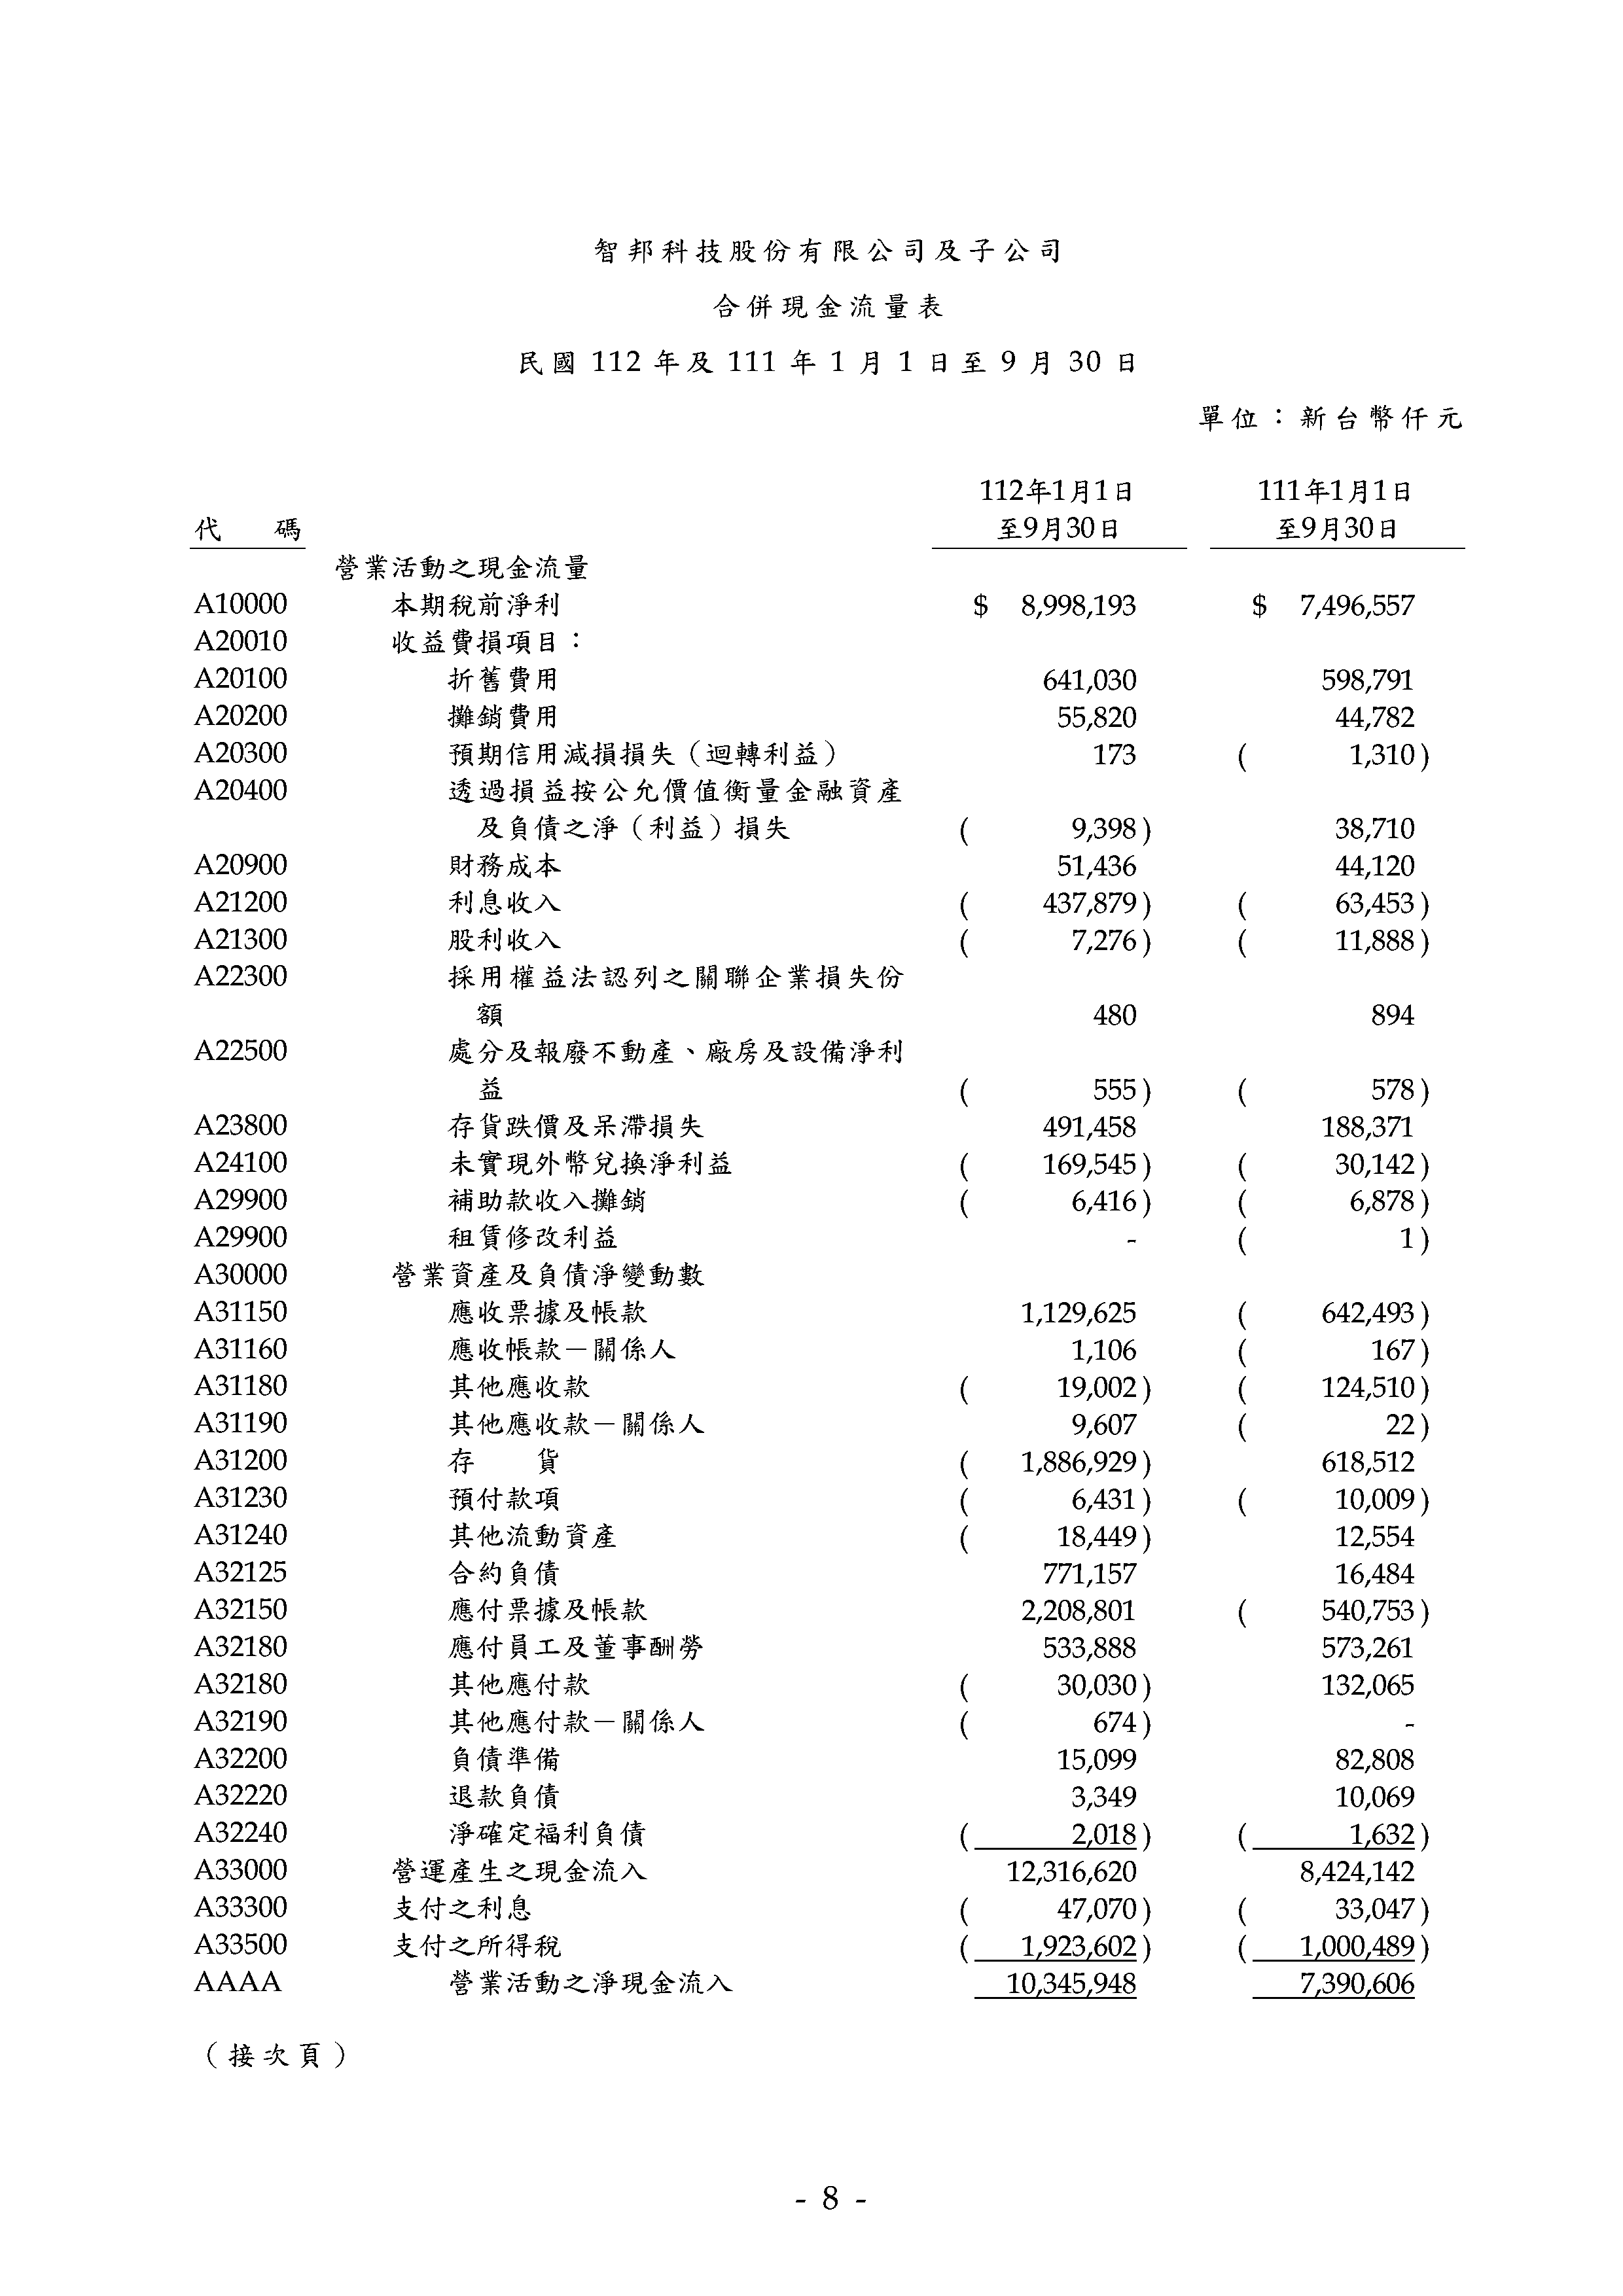 智邦科技股份有限公司及子公司
合併現金流量表
民國 112 年及 111 年 1 月 1 日至 9 月 30 日
單位：新台幣仟元
112年1月1日 111年1月1日
代 碼 至9月30日 至9月30日
營業活動之現金流量
A10000 本期稅前淨利 $ 8,998,193 $ 7,496,557
A20010 收益費損項目：
A20100 折舊費用 641,030 598,791
A20200 攤銷費用 55,820 44,782
A20300 預期信用減損損失（迴轉利益） 173 ( 1,310)
A20400 透過損益按公允價值衡量金融資產
及負債之淨（利益）損失 ( 9,398) 38,710
A20900 財務成本 51,436 44,120
A21200 利息收入 ( 437,879) ( 63,453)
A21300 股利收入 ( 7,276) ( 11,888)
A22300 採用權益法認列之關聯企業損失份
額 480 894
A22500 處分及報廢不動產、廠房及設備淨利
益 ( 555) ( 578)
A23800 存貨跌價及呆滯損失 491,458 188,371
A24100 未實現外幣兌換淨利益 ( 169,545) ( 30,142)
A29900 補助款收入攤銷 ( 6,416) ( 6,878)
A29900 租賃修改利益 - ( 1)
A30000 營業資產及負債淨變動數
A31150 應收票據及帳款 1,129,625 ( 642,493)
A31160 應收帳款－關係人 1,106 ( 167)
A31180 其他應收款 ( 19,002) ( 124,510)
A31190 其他應收款－關係人 9,607 ( 22)
A31200 存 貨 ( 1,886,929) 618,512
A31230 預付款項 ( 6,431) ( 10,009)
A31240 其他流動資產 ( 18,449) 12,554
A32125 合約負債 771,157 16,484
A32150 應付票據及帳款 2,208,801 ( 540,753)
A32180 應付員工及董事酬勞 533,888 573,261
A32180 其他應付款 ( 30,030) 132,065
A32190 其他應付款－關係人 ( 674) -
A32200 負債準備 15,099 82,808
A32220 退款負債 3,349 10,069
A32240 淨確定福利負債 ( 2,018) ( 1,632)
A33000 營運產生之現金流入 12,316,620 8,424,142
A33300 支付之利息 ( 47,070) ( 33,047)
A33500 支付之所得稅 ( 1,923,602) ( 1,000,489)
AAAA 營業活動之淨現金流入 10,345,948 7,390,606
（接次頁）
- 8 -